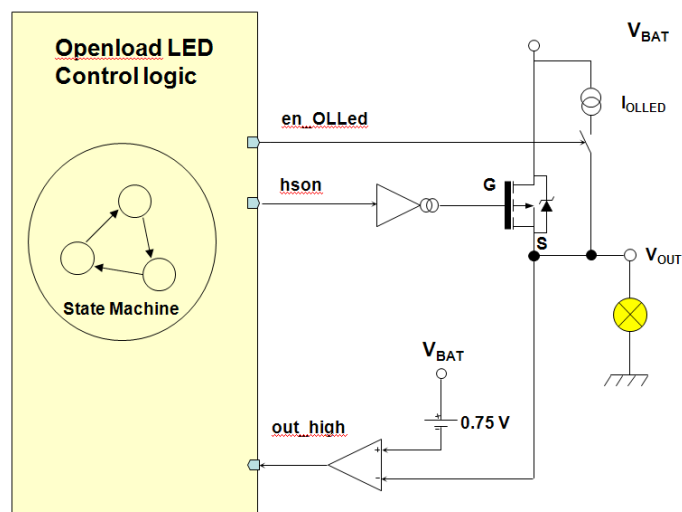 Openload LED
Control logic
V_BAT
I_OLLED
en_OLLed
hson
G
S
V_OUT
State Machine
V_BAT
+
-
0.75 V
out_high
+
-